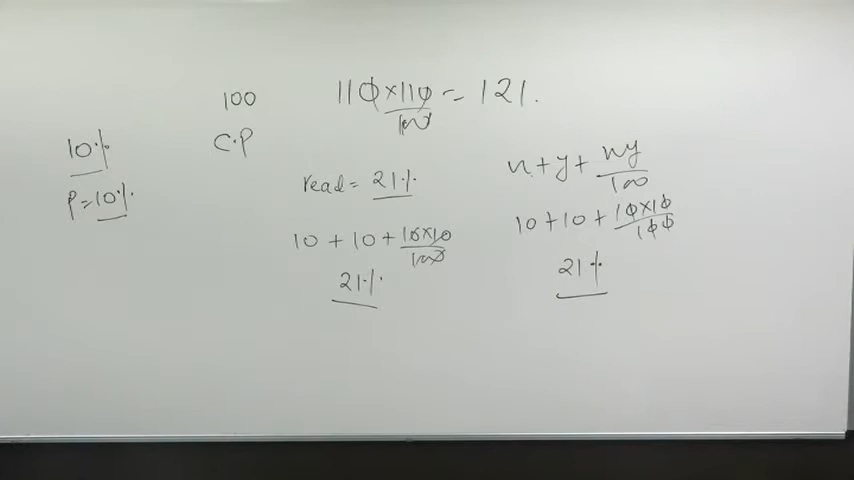 10%
P=10%
100
C.P
110×110/100 = 121.
read = 21%
10 + 10 + 10×10/100
21%
x + y + xy/100
10 + 10 + 10×10/100
21%